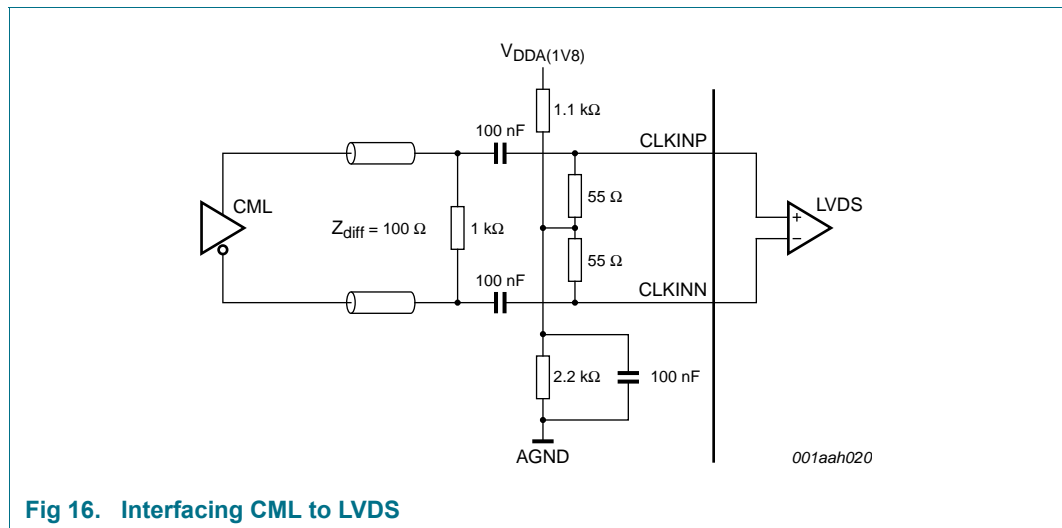 VDDA(1V8)
1.1 kΩ
100 nF
CLKINP
55 Ω
CML
LVDS
Zdiff = 100 Ω
1 kΩ
+
−
55 Ω
100 nF
CLKINN
2.2 kΩ
100 nF
AGND
001aah020
Fig 16. Interfacing CML to LVDS